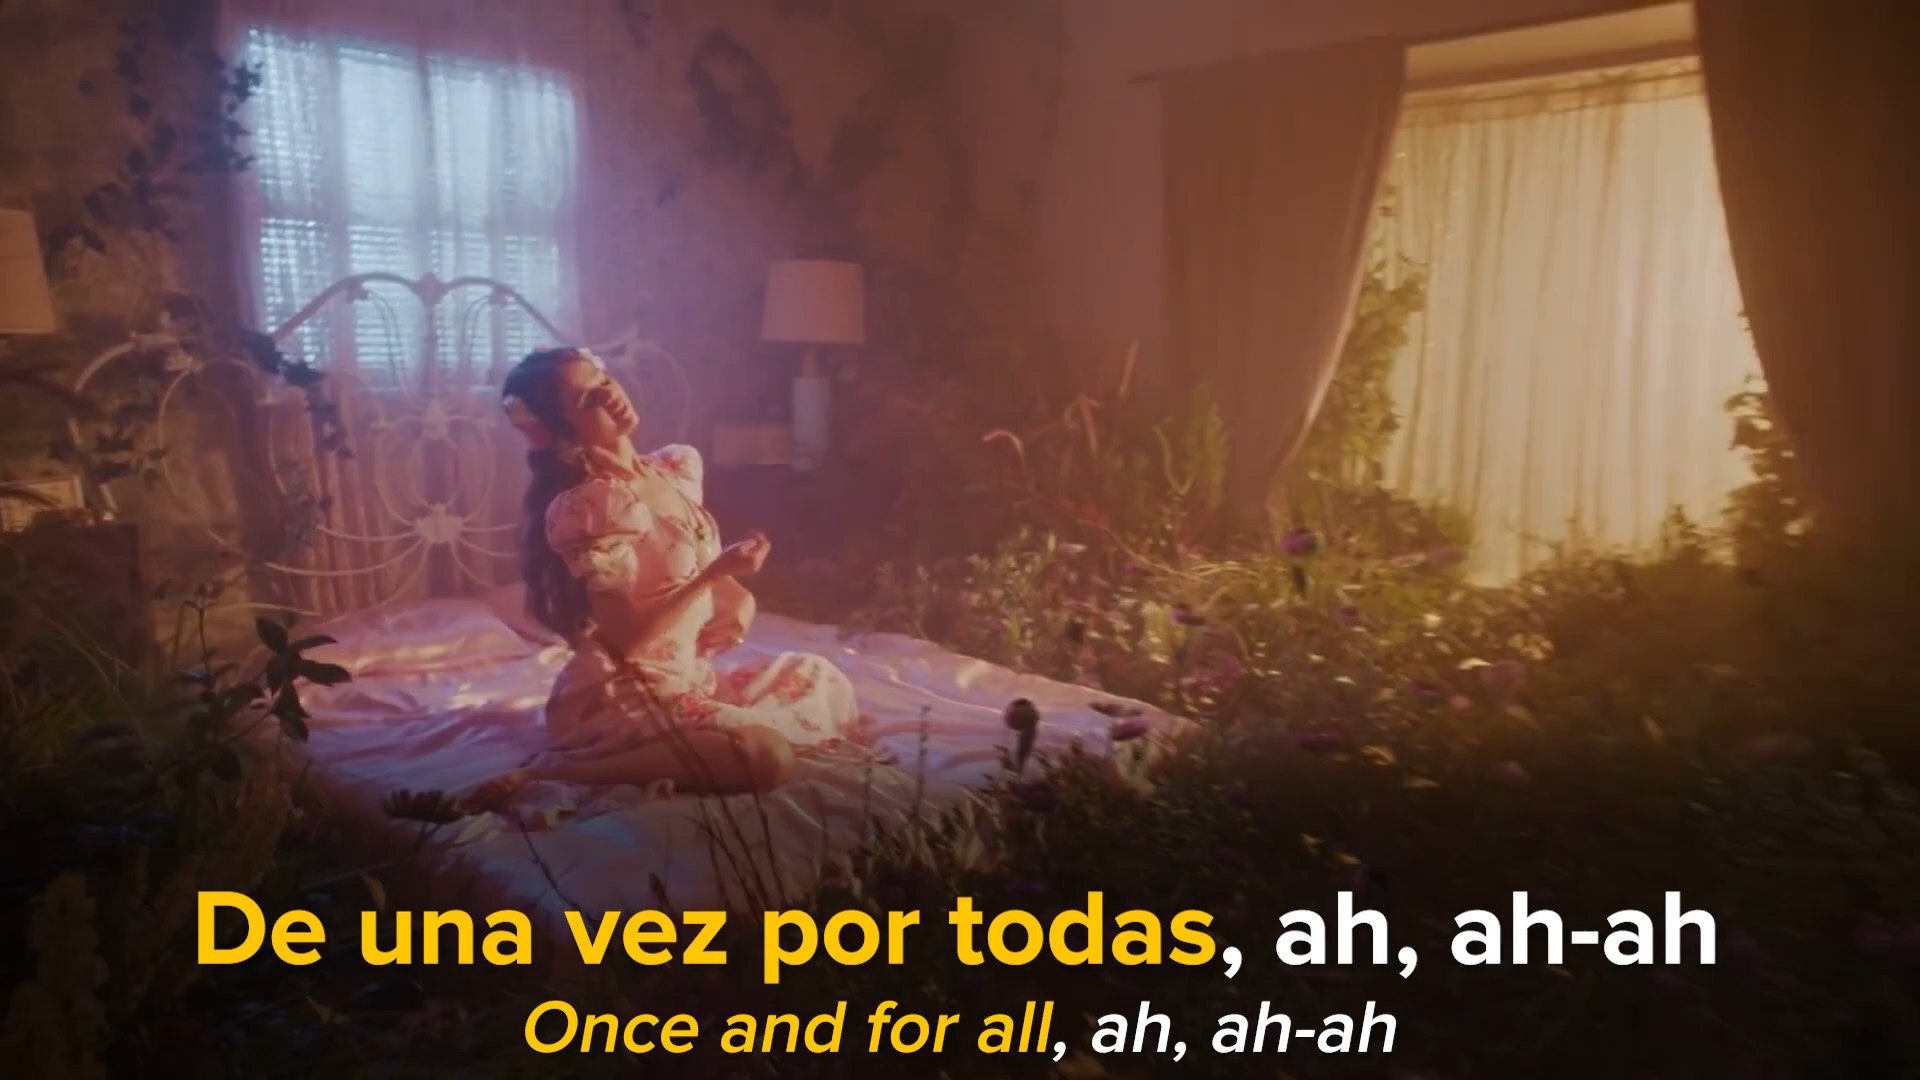 De una vez por todas, ah, ah-ah
Once and for all, ah, ah-ah